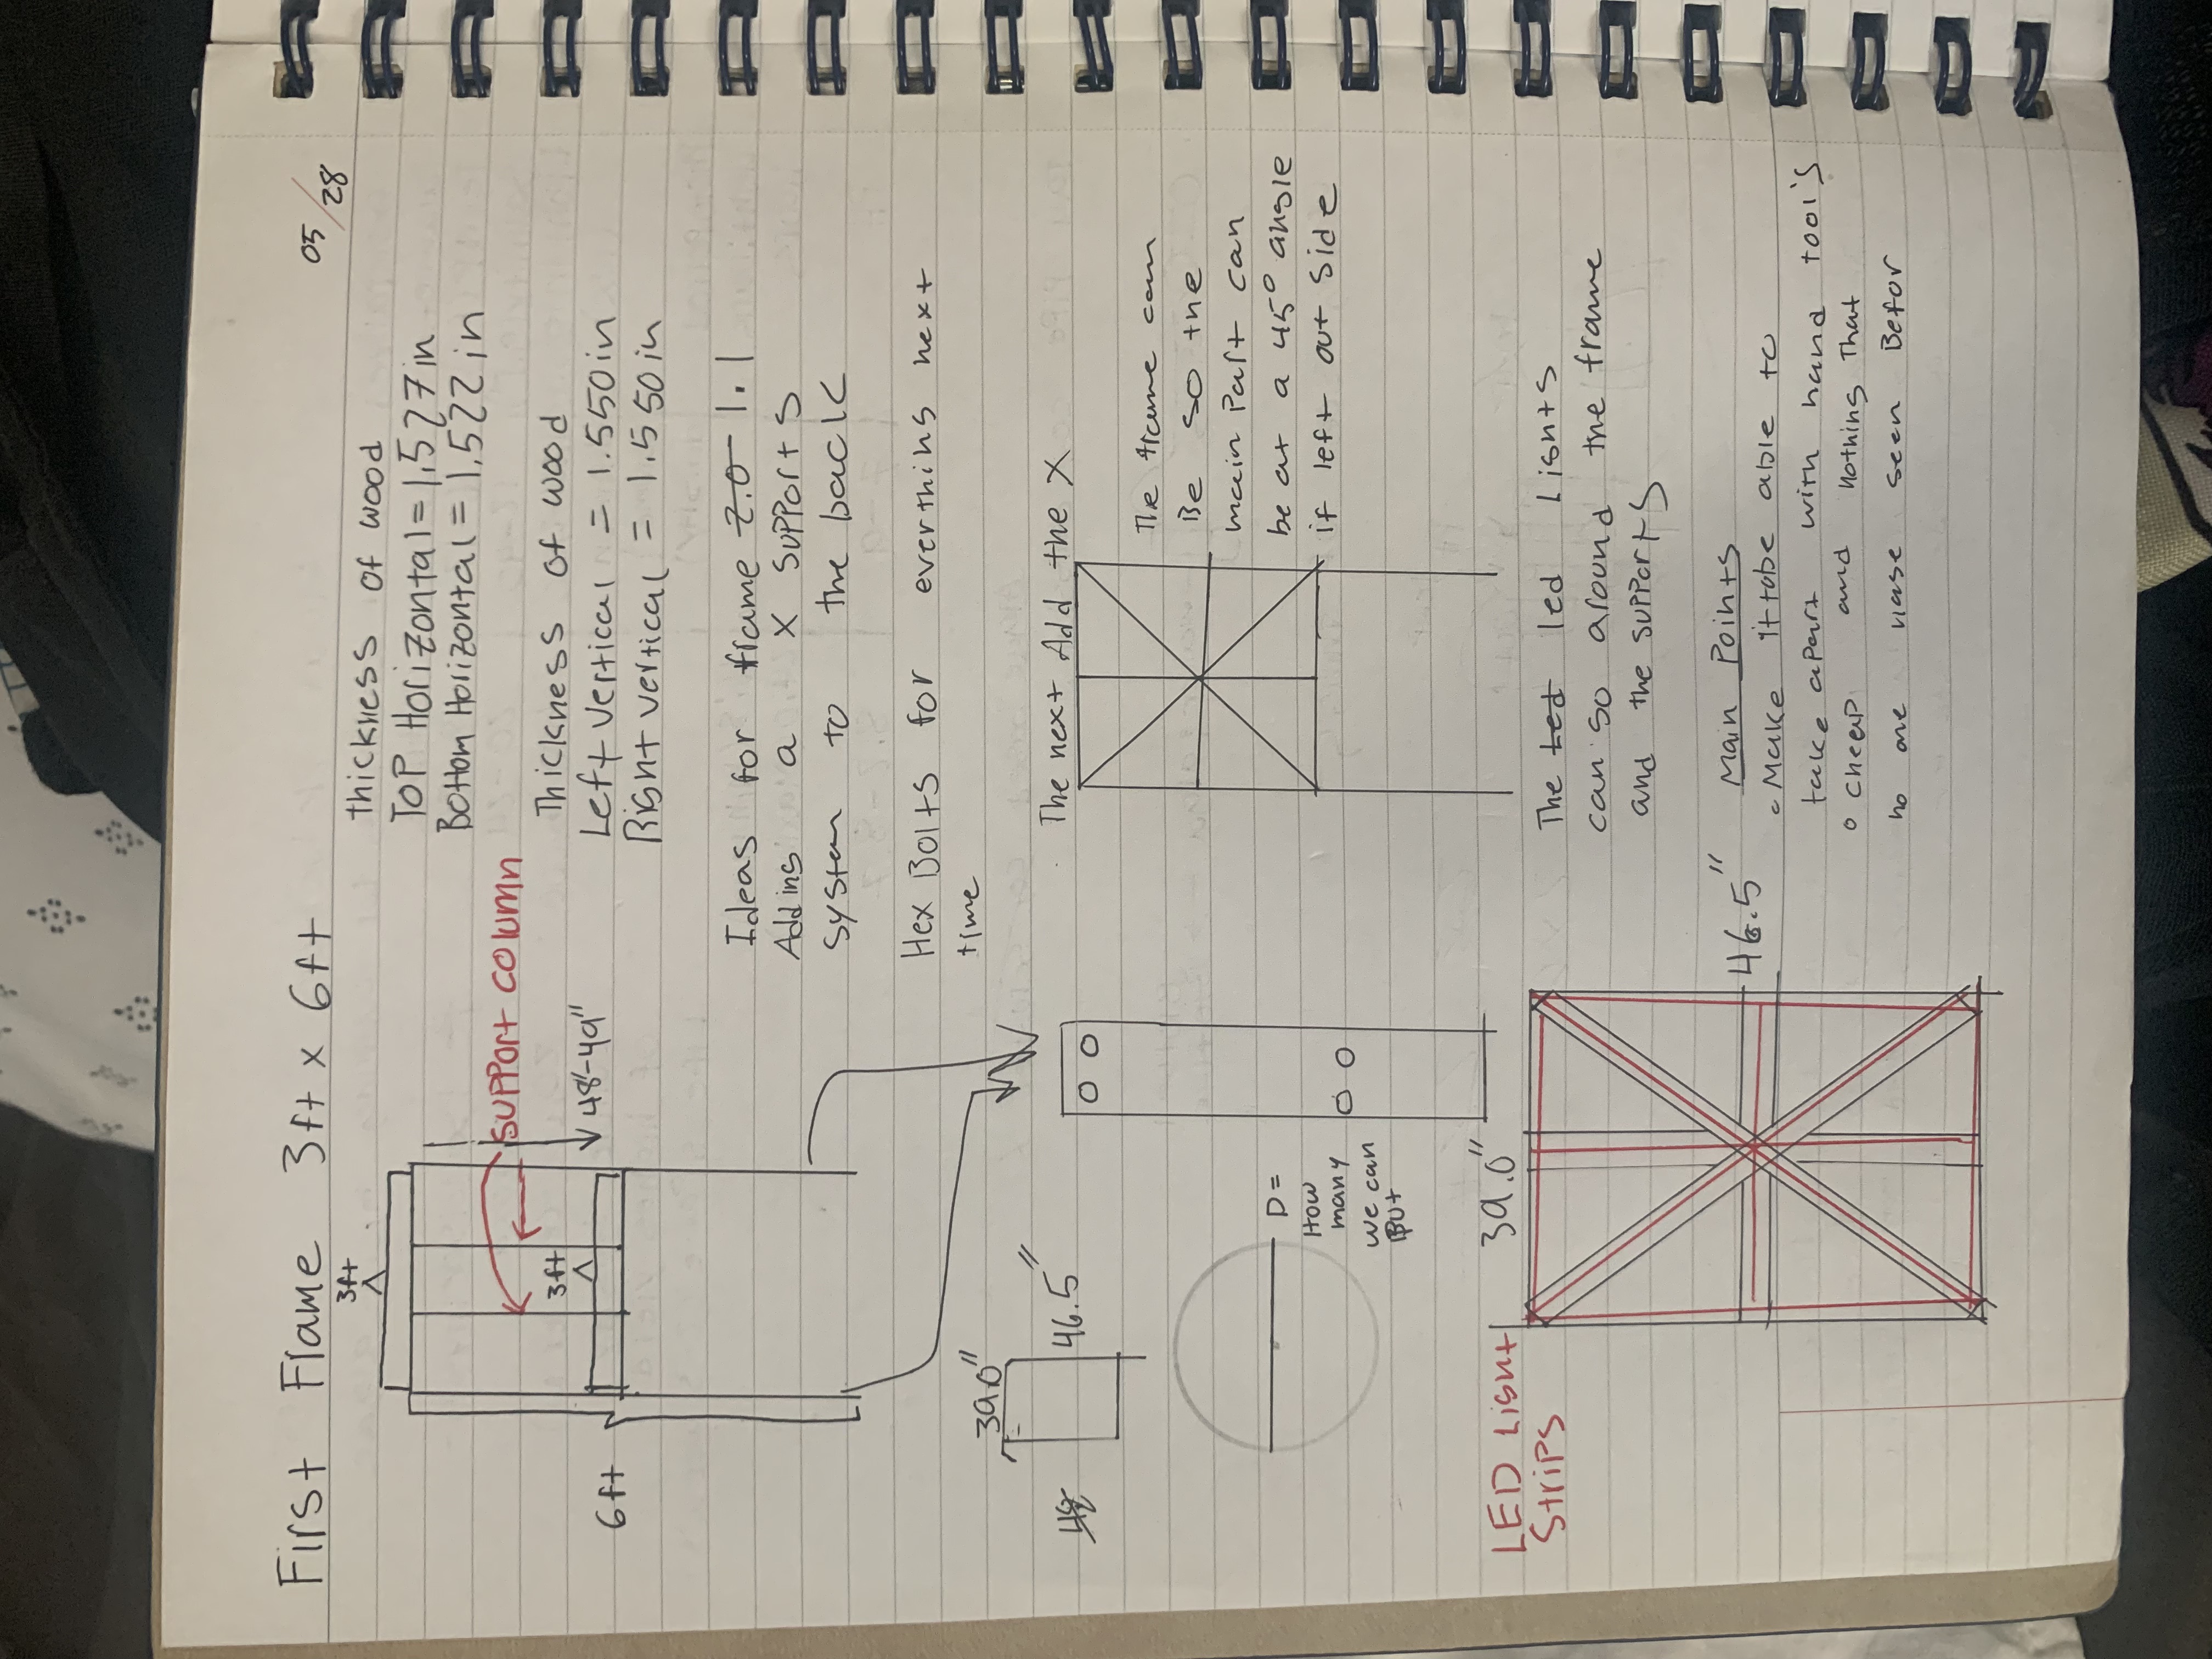 First Frame 3ft x 6ft
05/28
3ft
thickness of wood
TOP Horizontal = 1.527in
Bottom Horizontal = 1.522in
support column
3ft
48"-49"
6ft
Thickness of wood
Left vertical = 1.550in
Right vertical = 1.550in
Ideas for frame 2.0 1.1
Adding a X supports
system to the back
Hex Bolts for everthing next
time
39.0"
48
46.5"
The next Add the X
The frame can
Be so the
main Part can
be at a 45° angle
if left out side
D=
How
many
we can
Put
LED Light
Strips
39.0"
The Led led Lights
can go around the frame
and the supports
46.5"
Main Points
• Make it to be able to
take apart with hand tool's
• cheap and nothing That
no one hase seen Befor